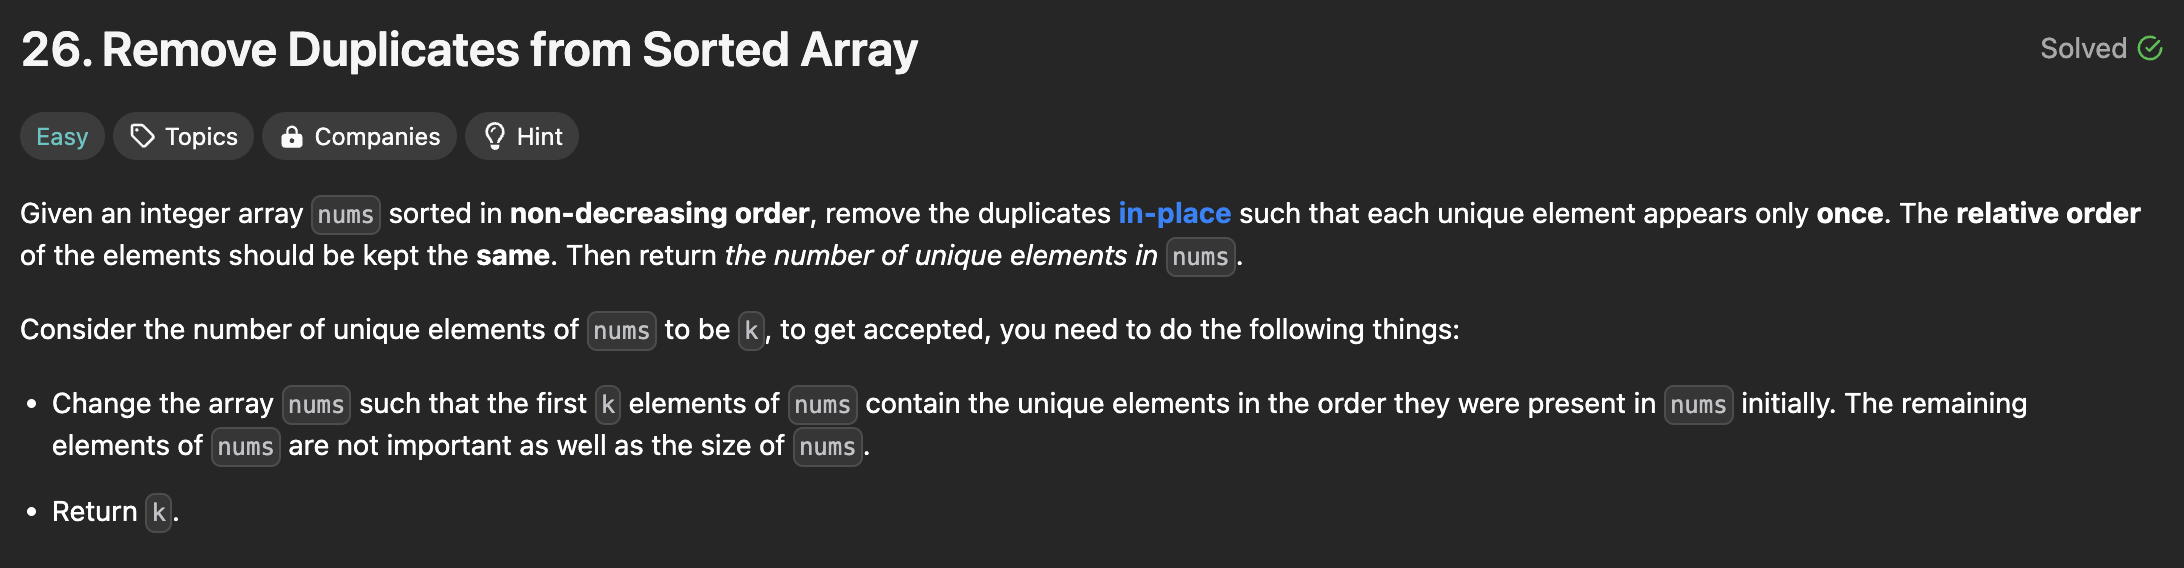 26. Remove Duplicates from Sorted Array
Solved
Easy Topics Companies Hint
Given an integer array nums sorted in non-decreasing order, remove the duplicates in-place such that each unique element appears only once. The relative order
of the elements should be kept the same. Then return the number of unique elements in nums.
Consider the number of unique elements of nums to be k, to get accepted, you need to do the following things:
• Change the array nums such that the first k elements of nums contain the unique elements in the order they were present in nums initially. The remaining
elements of nums are not important as well as the size of nums.
• Return k.